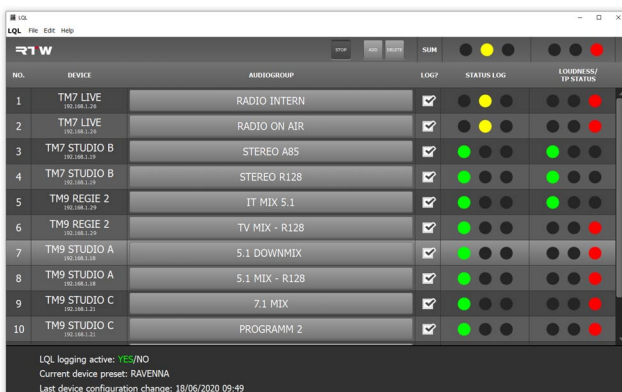 LQL
LQL File Edit Help
RTW STOP ADD DELETE SUM
NO. DEVICE AUDIOGROUP LOG? STATUS LOG LOUDNESS/
TP STATUS
1 TM7 LIVE RADIO INTERN
192.168.1.26
2 TM7 LIVE RADIO ON AIR
192.168.1.26
3 TM7 STUDIO B STEREO A85
192.168.1.19
4 TM7 STUDIO B STEREO R128
192.168.1.19
5 TM9 REGIE 2 IT MIX 5.1
192.168.1.29
6 TM9 REGIE 2 TV MIX - R128
192.168.1.29
7 TM9 STUDIO A 5.1 DOWNMIX
192.168.1.18
8 TM9 STUDIO A 5.1 MIX - R128
192.168.1.18
9 TM9 STUDIO C 7.1 MIX
192.168.1.21
10 TM9 STUDIO C PROGRAMM 2
192.168.1.21
LQL logging active: YES/NO
Current device preset: RAVENNA
Last device configuration change: 18/06/2020 09:49